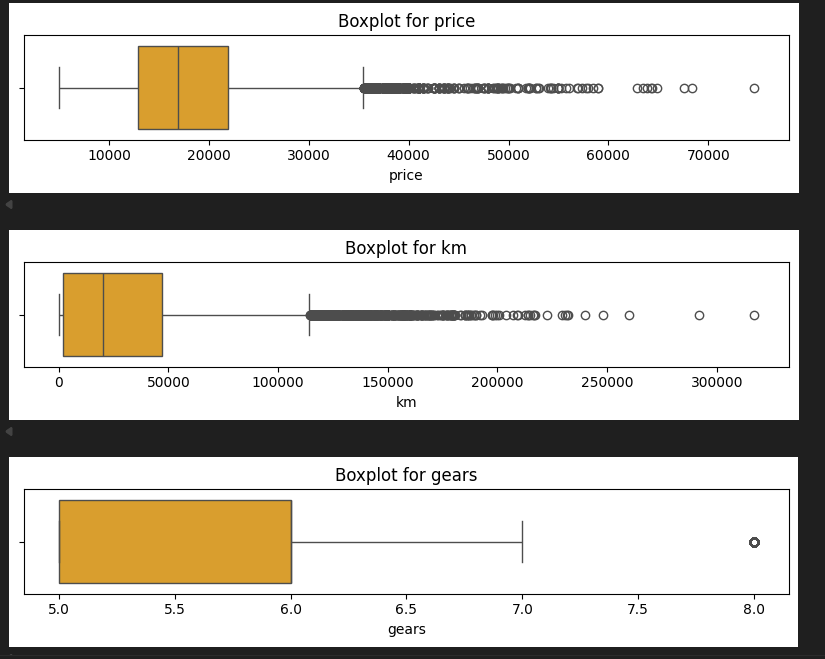 Boxplot for price
10000 20000 30000 40000 50000 60000 70000
price
Boxplot for km
0 50000 100000 150000 200000 250000 300000
km
Boxplot for gears
5.0 5.5 6.0 6.5 7.0 7.5 8.0
gears